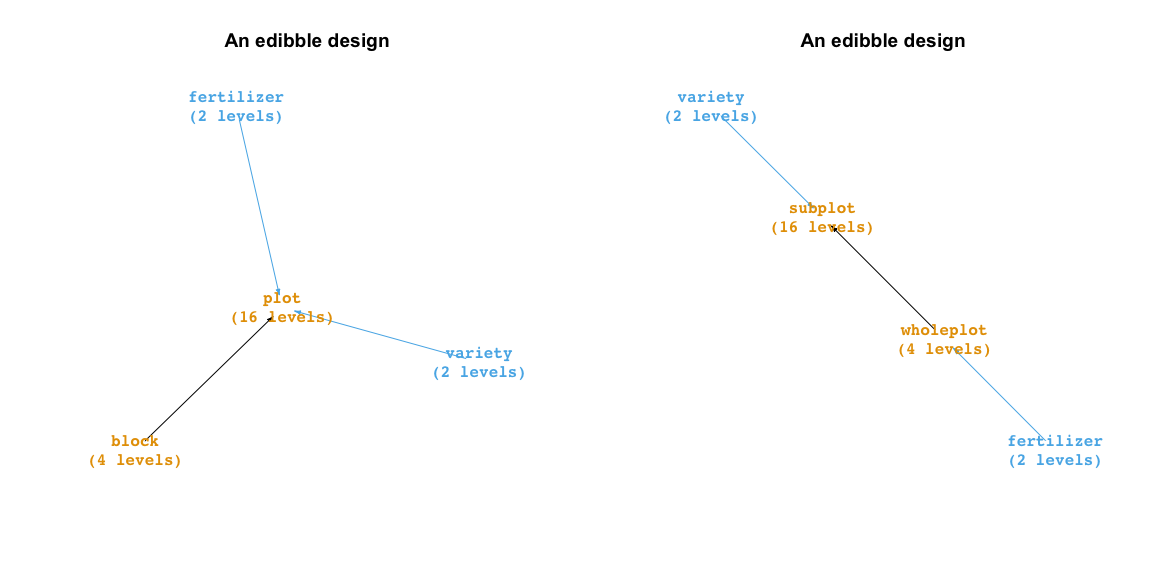 An edibble design
fertilizer
(2 levels)
plot
(16 levels)
variety
(2 levels)
block
(4 levels)
An edibble design
variety
(2 levels)
subplot
(16 levels)
wholeplot
(4 levels)
fertilizer
(2 levels)